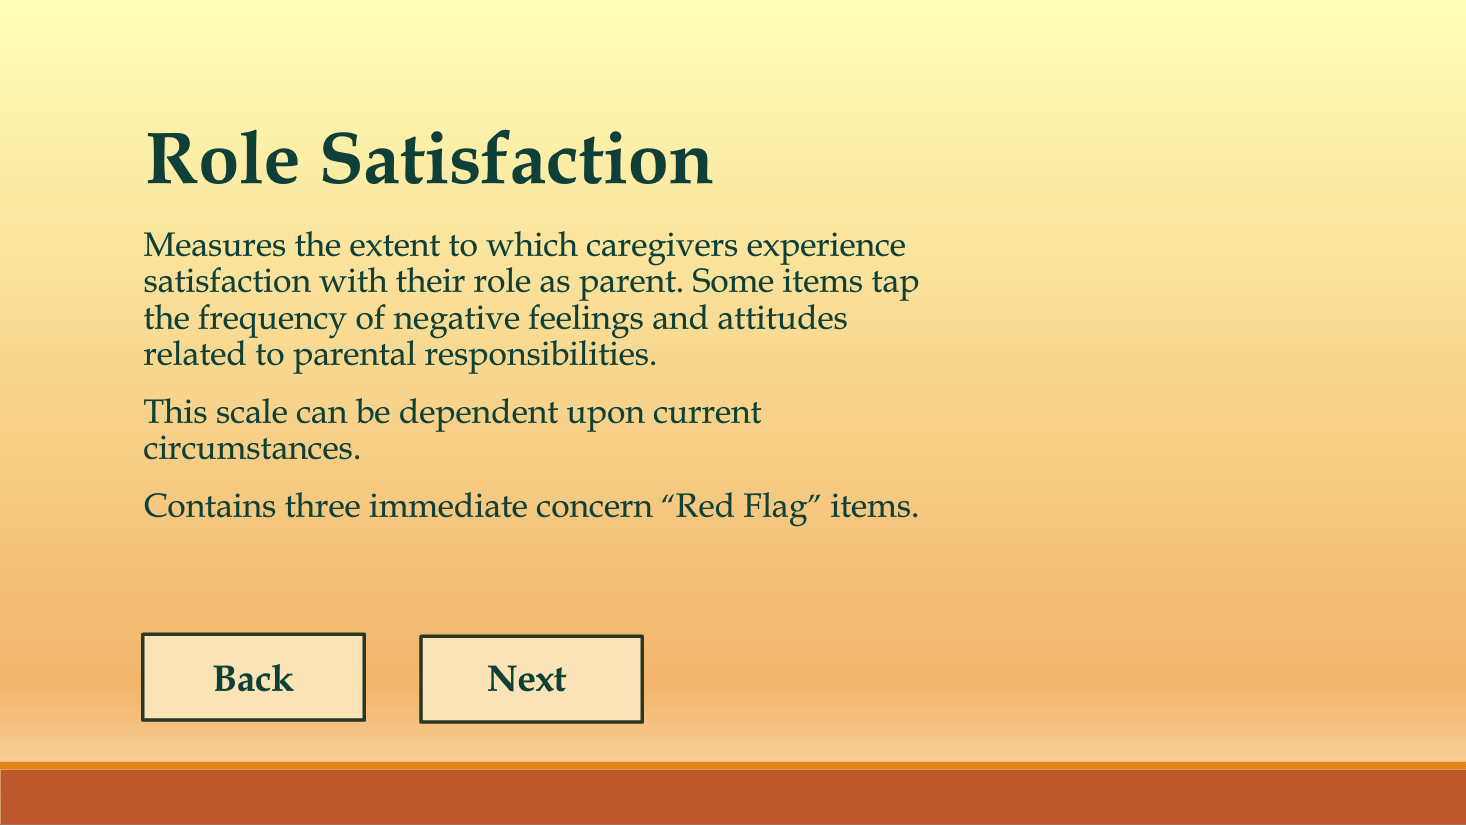 Role Satisfaction
Measures the extent to which caregivers experience
satisfaction with their role as parent. Some items tap
the frequency of negative feelings and attitudes
related to parental responsibilities.
This scale can be dependent upon current
circumstances.
Contains three immediate concern “Red Flag” items.
Back
Next